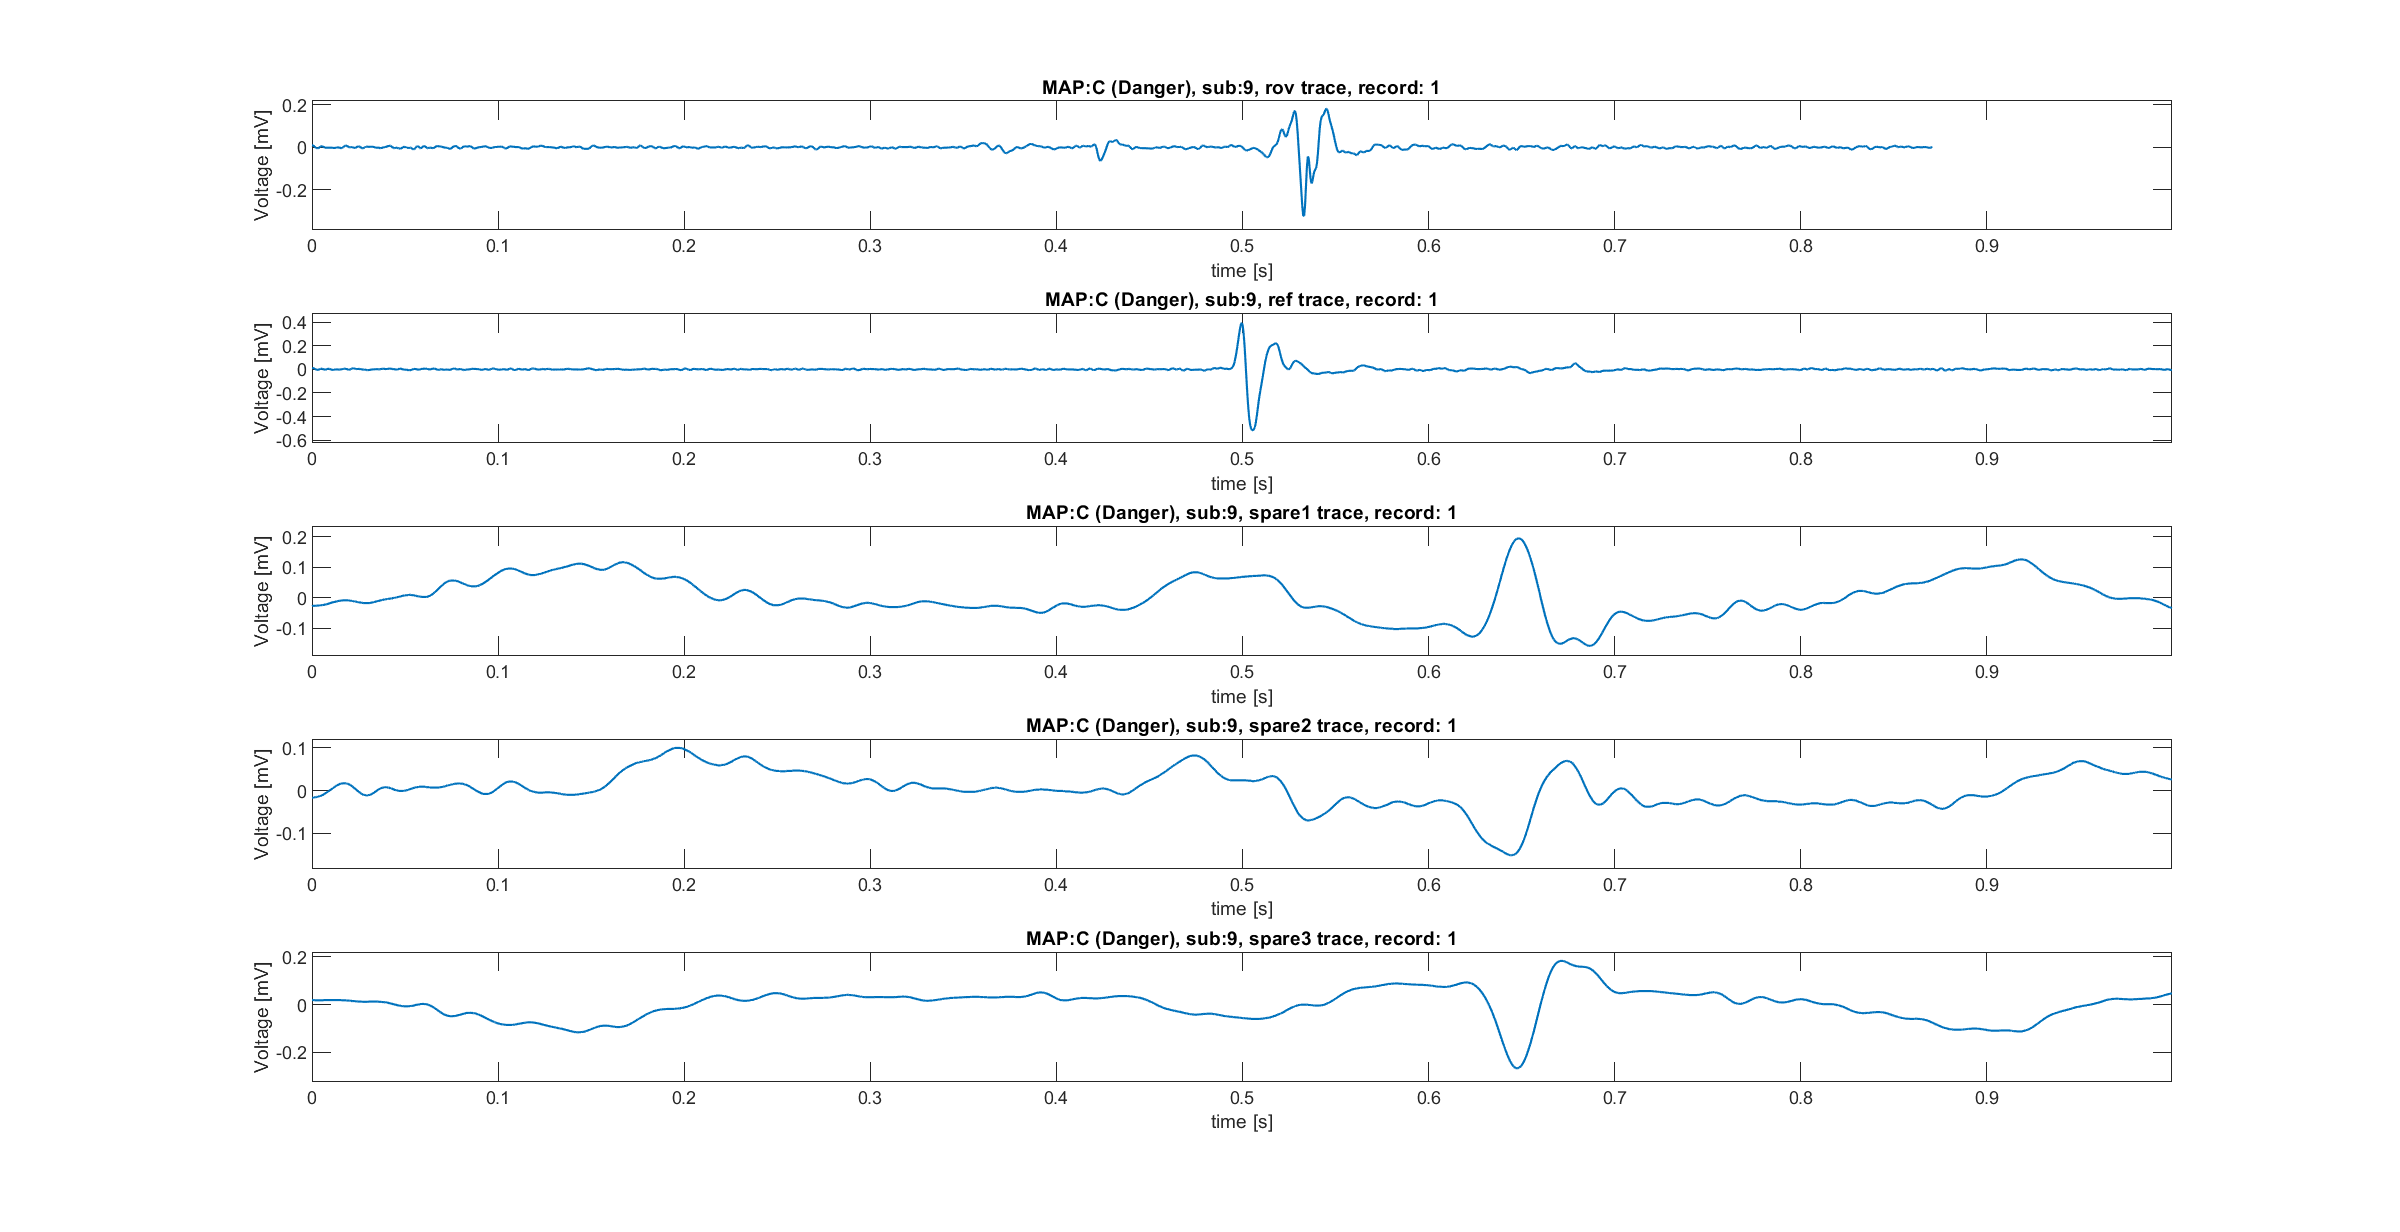 MAP:C (Danger), sub:9, rov trace, record: 1
Voltage [mV]
0.2
0
-0.2
0 0.1 0.2 0.3 0.4 0.5 0.6 0.7 0.8 0.9
time [s]
MAP:C (Danger), sub:9, ref trace, record: 1
Voltage [mV]
0.4
0.2
0
-0.2
-0.4
-0.6
0 0.1 0.2 0.3 0.4 0.5 0.6 0.7 0.8 0.9
time [s]
MAP:C (Danger), sub:9, spare1 trace, record: 1
Voltage [mV]
0.2
0.1
0
-0.1
0 0.1 0.2 0.3 0.4 0.5 0.6 0.7 0.8 0.9
time [s]
MAP:C (Danger), sub:9, spare2 trace, record: 1
Voltage [mV]
0.1
0
-0.1
0 0.1 0.2 0.3 0.4 0.5 0.6 0.7 0.8 0.9
time [s]
MAP:C (Danger), sub:9, spare3 trace, record: 1
Voltage [mV]
0.2
0
-0.2
0 0.1 0.2 0.3 0.4 0.5 0.6 0.7 0.8 0.9
time [s]